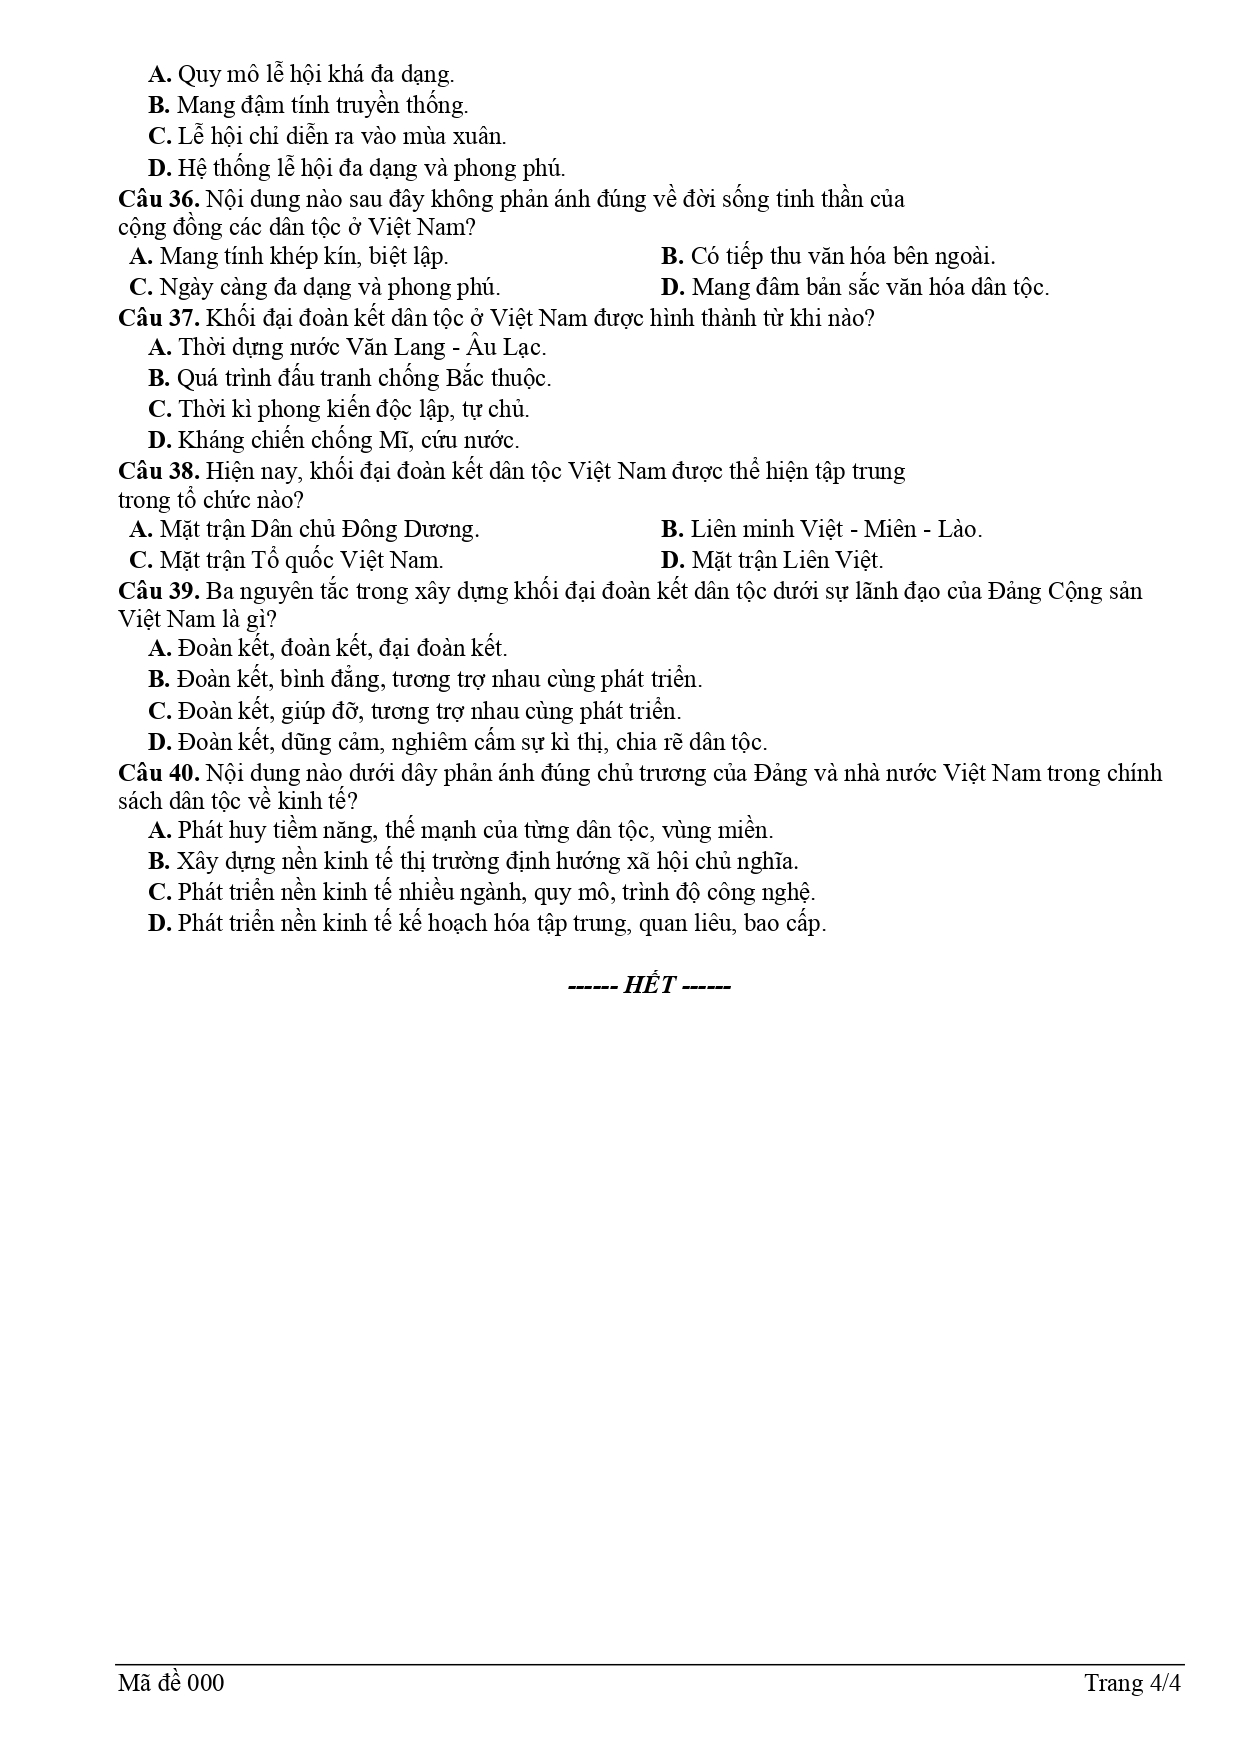 A. Quy mô lễ hội khá đa dạng.
B. Mang đậm tính truyền thống.
C. Lễ hội chỉ diễn ra vào mùa xuân.
D. Hệ thống lễ hội đa dạng và phong phú.
Câu 36. Nội dung nào sau đây không phản ánh đúng về đời sống tinh thần của
cộng đồng các dân tộc ở Việt Nam?
A. Mang tính khép kín, biệt lập. B. Có tiếp thu văn hóa bên ngoài.
C. Ngày càng đa dạng và phong phú. D. Mang đâm bản sắc văn hóa dân tộc.
Câu 37. Khối đại đoàn kết dân tộc ở Việt Nam được hình thành từ khi nào?
A. Thời dựng nước Văn Lang - Âu Lạc.
B. Quá trình đấu tranh chống Bắc thuộc.
C. Thời kì phong kiến độc lập, tự chủ.
D. Kháng chiến chống Mĩ, cứu nước.
Câu 38. Hiện nay, khối đại đoàn kết dân tộc Việt Nam được thể hiện tập trung
trong tổ chức nào?
A. Mặt trận Dân chủ Đông Dương. B. Liên minh Việt - Miên - Lào.
C. Mặt trận Tổ quốc Việt Nam. D. Mặt trận Liên Việt.
Câu 39. Ba nguyên tắc trong xây dựng khối đại đoàn kết dân tộc dưới sự lãnh đạo của Đảng Cộng sản
Việt Nam là gì?
A. Đoàn kết, đoàn kết, đại đoàn kết.
B. Đoàn kết, bình đẳng, tương trợ nhau cùng phát triển.
C. Đoàn kết, giúp đỡ, tương trợ nhau cùng phát triển.
D. Đoàn kết, dũng cảm, nghiêm cấm sự kì thị, chia rẽ dân tộc.
Câu 40. Nội dung nào dưới dây phản ánh đúng chủ trương của Đảng và nhà nước Việt Nam trong chính
sách dân tộc về kinh tế?
A. Phát huy tiềm năng, thế mạnh của từng dân tộc, vùng miền.
B. Xây dựng nền kinh tế thị trường định hướng xã hội chủ nghĩa.
C. Phát triển nền kinh tế nhiều ngành, quy mô, trình độ công nghệ.
D. Phát triển nền kinh tế kế hoạch hóa tập trung, quan liêu, bao cấp.
------ HẾT ------
Mã đề 000 Trang 4/4